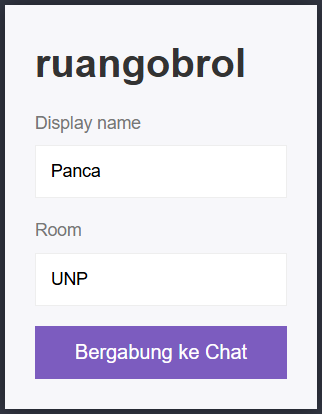 ruangobrol
Display name
Panca
Room
UNP
Bergabung ke Chat